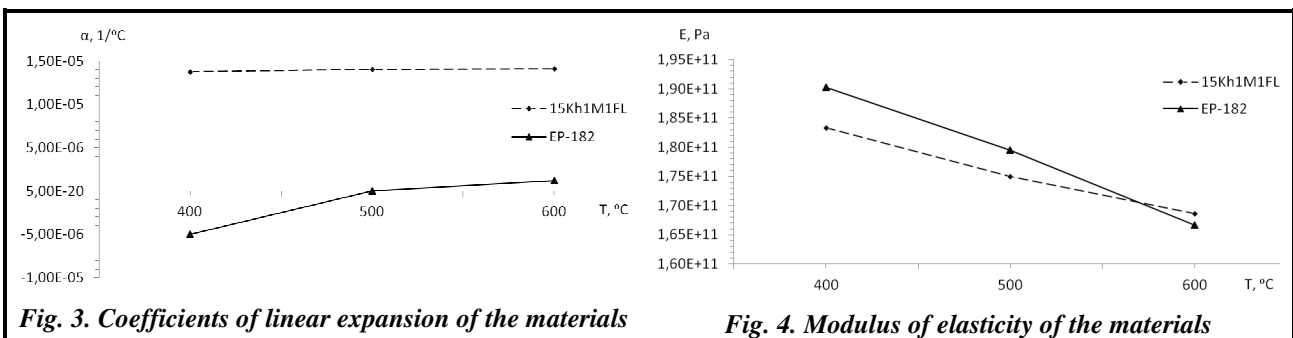 α, 1/ºC
1,50E-05
1,00E-05
5,00E-06
5,00E-20
-5,00E-06
-1,00E-05
400
500
600
T, ºC
15Kh1M1FL
EP-182
Fig. 3. Coefficients of linear expansion of the materials
E, Pa
1,95E+11
1,90E+11
1,85E+11
1,80E+11
1,75E+11
1,70E+11
1,65E+11
1,60E+11
400
500
600
T, ºC
15Kh1M1FL
EP-182
Fig. 4. Modulus of elasticity of the materials